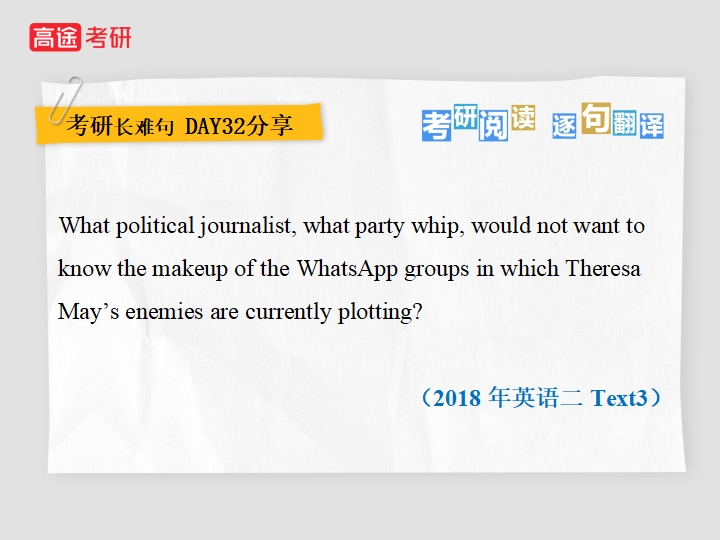 高途考研
考研长难句 DAY32分享
考研阅读 逐句翻译
What political journalist, what party whip, would not want to
know the makeup of the WhatsApp groups in which Theresa
May’s enemies are currently plotting?
（2018 年英语二 Text3）